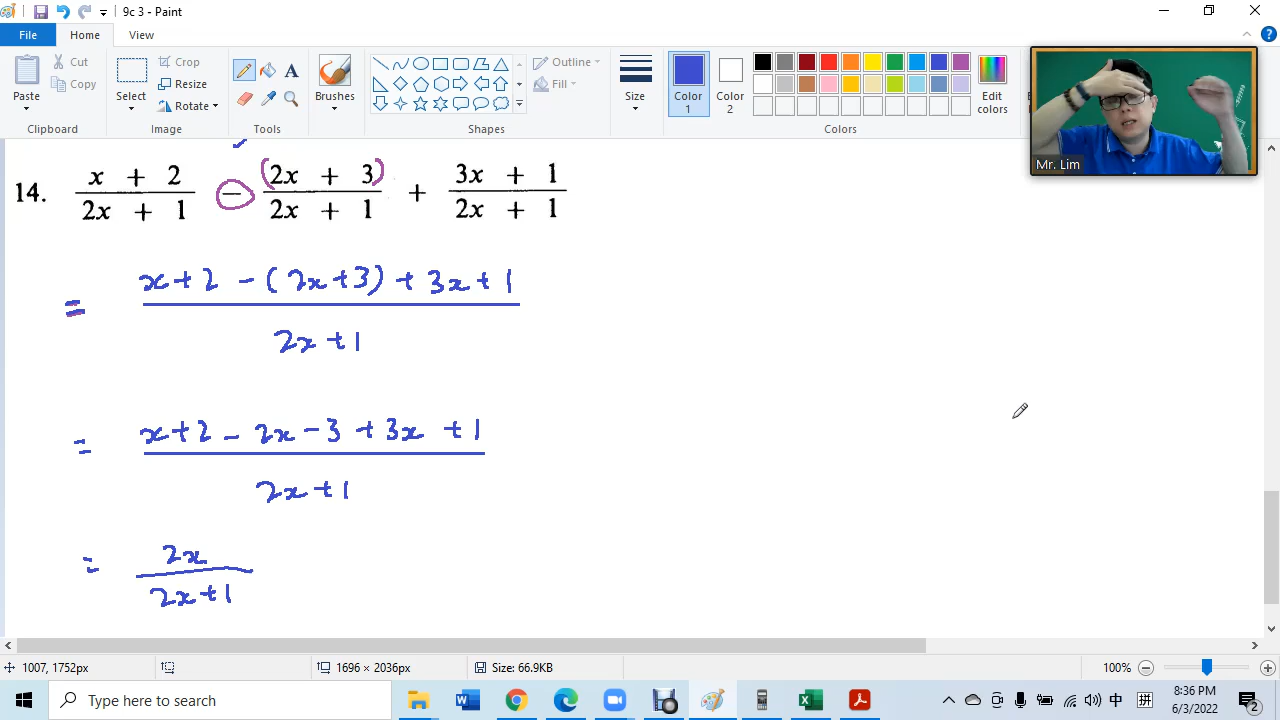 9c 3 - Paint
File Home View
Paste Cut Copy Clipboard
Select Crop Resize Rotate Image
Tools
Brushes
Outline Fill Shapes
Size
Color 1 Color 2 Edit colors Colors
Mr. Lim
14. x + 2 / 2x + 1 − (2x + 3) / 2x + 1 + 3x + 1 / 2x + 1
= x + 2 - (2x + 3) + 3x + 1
2x + 1
= x + 2 - 2x - 3 + 3x + 1
2x + 1
= 2x
2x + 1
1007, 1752px 1696 × 2036px Size: 66.9KB 100%
Type here to search
中 拼 8:36 PM
6/3/2022 2